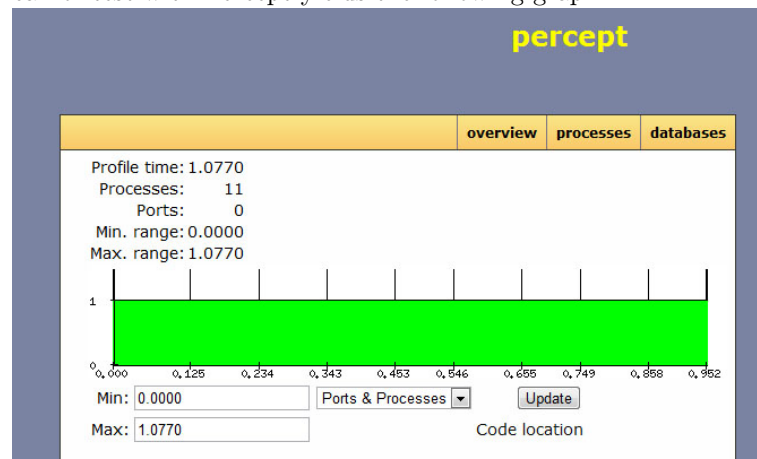 percept
overview processes databases
Profile time: 1.0770
Processes: 11
Ports: 0
Min. range: 0.0000
Max. range: 1.0770
1
0
0.000 0.125 0.234 0.343 0.453 0.546 0.655 0.749 0.858 0.952
Min: 0.0000 Ports & Processes Update
Max: 1.0770 Code location